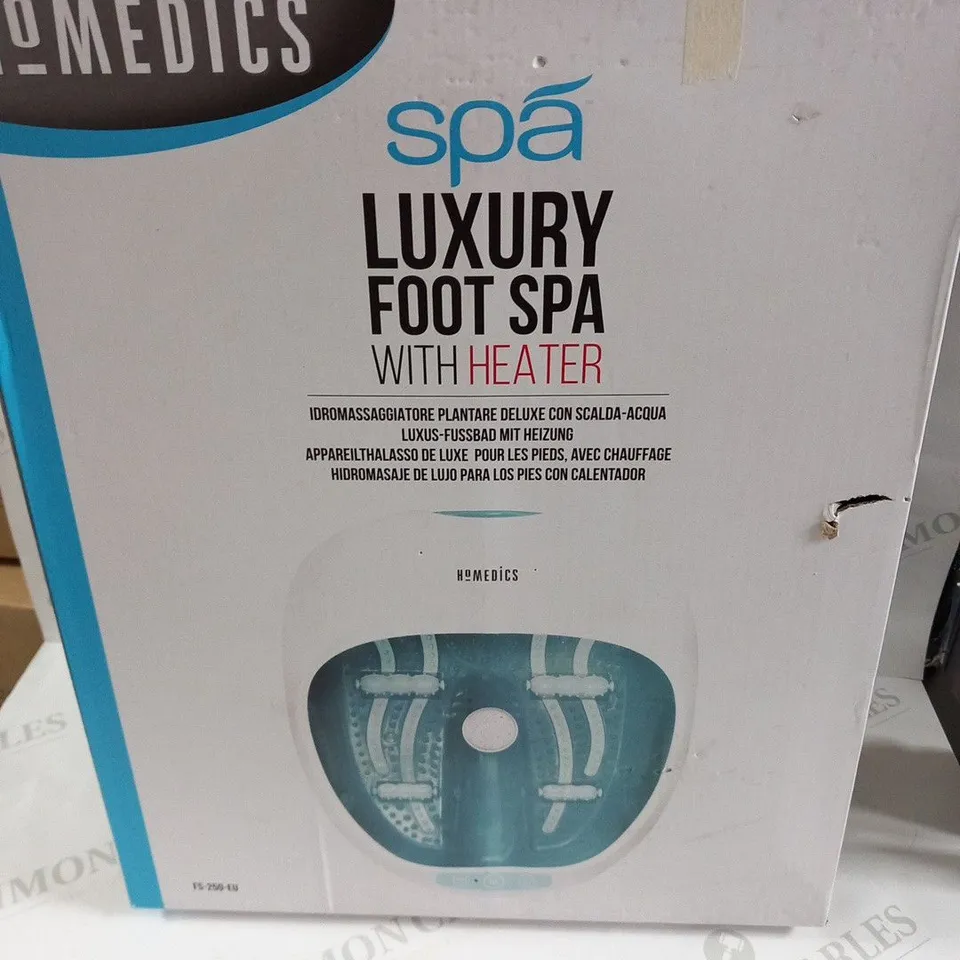 HOMEDICS
spa
LUXURY
FOOT SPA
WITH HEATER
IDROMASSAGGIATORE PLANTARE DELUXE CON SCALDA-ACQUA
LUXUS-FUSSBAD MIT HEIZUNG
APPAREILTHALASSO DE LUXE POUR LES PIEDS, AVEC CHAUFFAGE
HIDROMASAJE DE LUJO PARA LOS PIES CON CALENTADOR
HOMEDICS
FS-250-EU